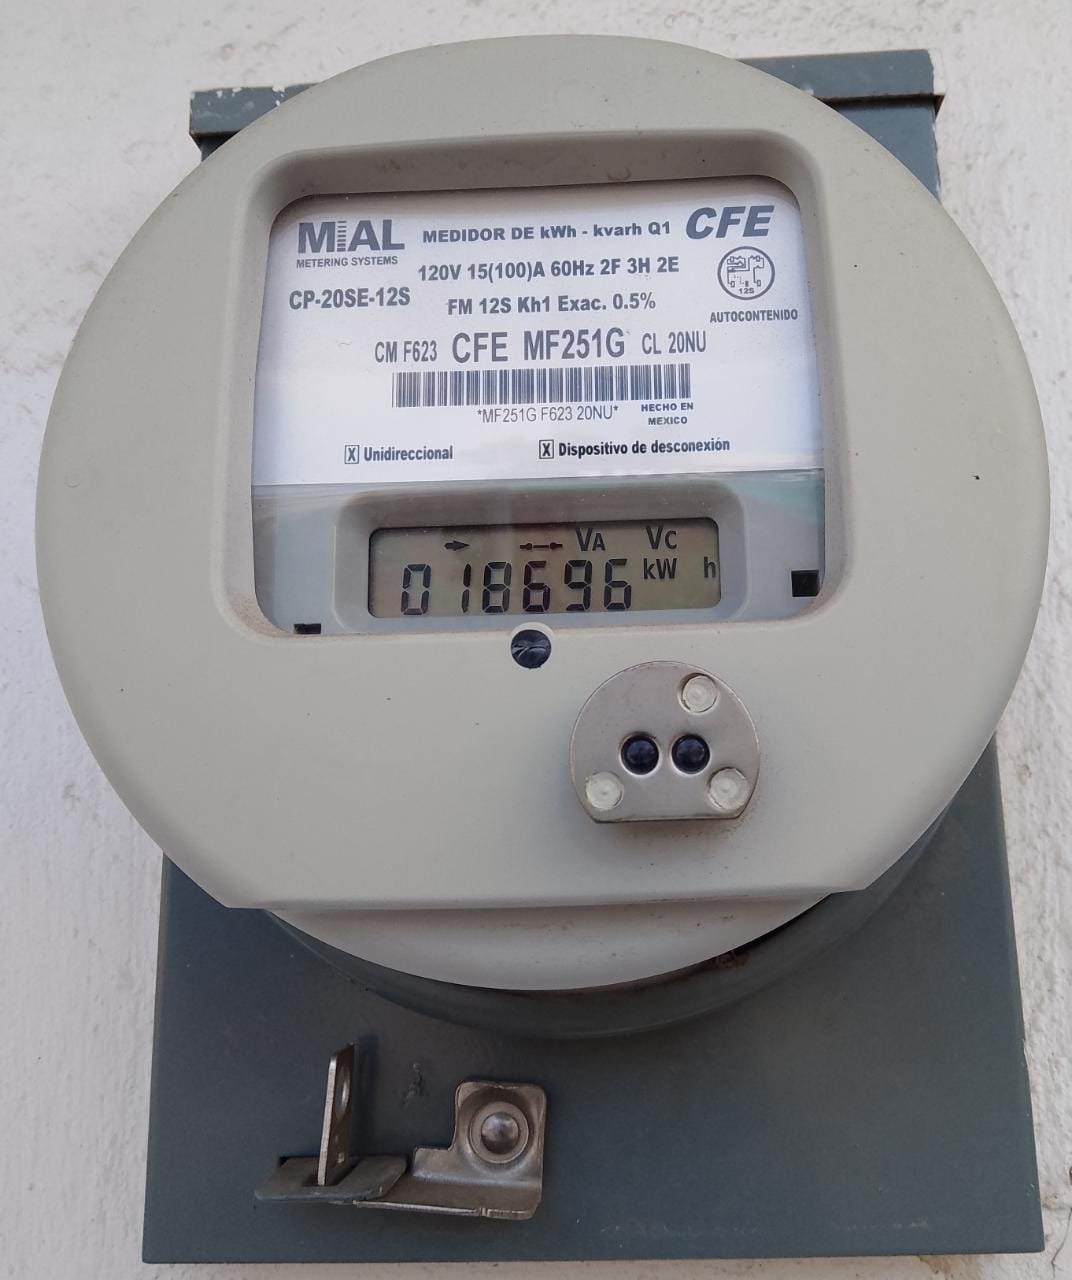 MIAL
METERING SYSTEMS
MEDIDOR DE kWh - kvarh Q1
CFE
120V 15(100)A 60Hz 2F 3H 2E
CP-20SE-12S
FM 12S Kh1 Exac. 0.5%
12S
AUTOCONTENIDO
CM F623 CFE MF251G CL 20NU
*MF251G F623 20NU*
HECHO EN
MEXICO
X Unidireccional
X Dispositivo de desconexión
VA VC
018696 kW h